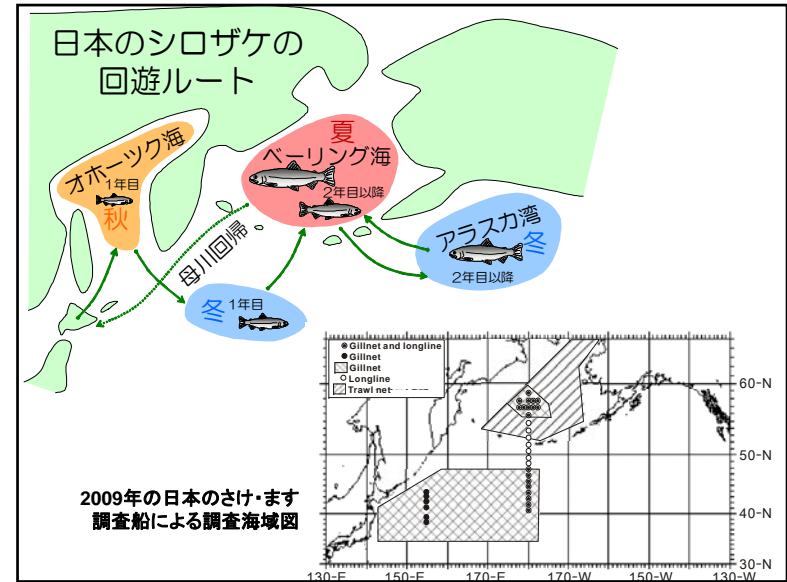 日本のシロザケの
回遊ルート
オホーツク海
1年目
秋
夏
ベーリング海
2年目以降
母川回帰
アラスカ湾
冬
2年目以降
冬
1年目
Gillnet and longline
Gillnet
Gillnet
Longline
Trawl net
60-N
50-N
40-N
30-N
130-E
150-E
170-E
170-W
150-W
130-W
2009年の日本のさけ・ます
調査船による調査海域図